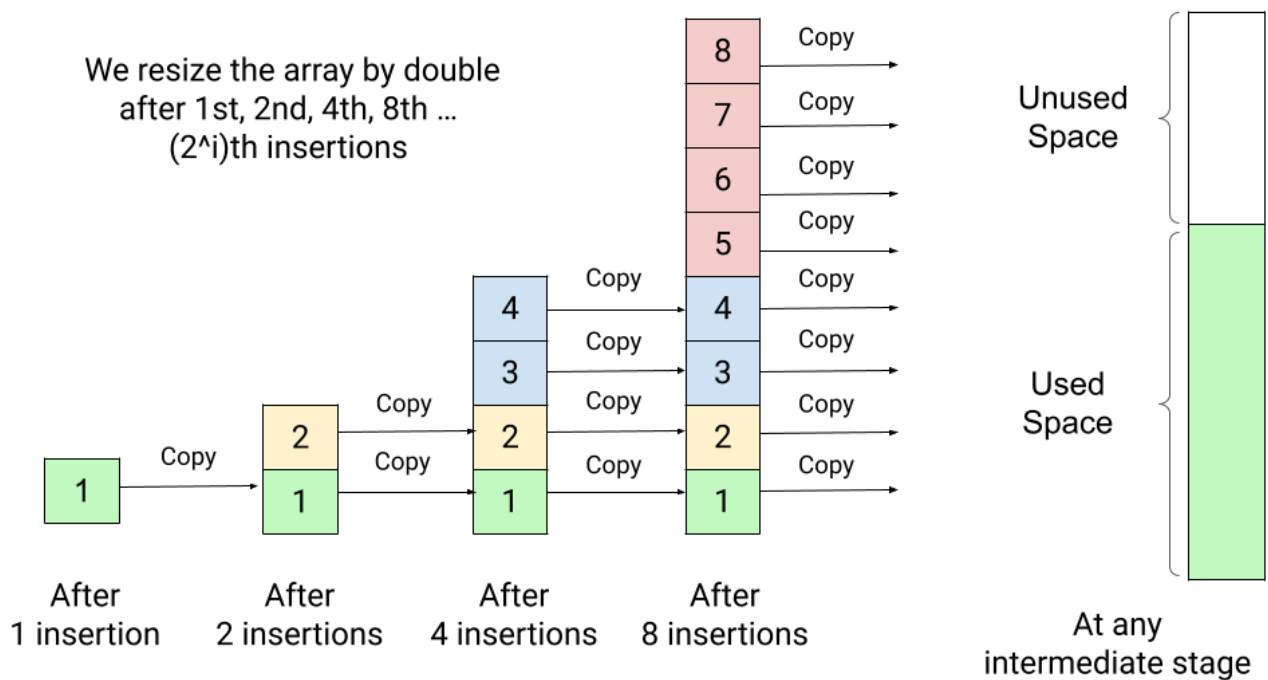 We resize the array by double
after 1st, 2nd, 4th, 8th ...
(2^i)th insertions
1
Copy
After
1 insertion
2
1
Copy
Copy
After
2 insertions
4
3
2
1
Copy
Copy
Copy
Copy
After
4 insertions
8
7
6
5
4
3
2
1
Copy
Copy
Copy
Copy
Copy
Copy
Copy
Copy
After
8 insertions
Unused
Space
Used
Space
At any
intermediate stage